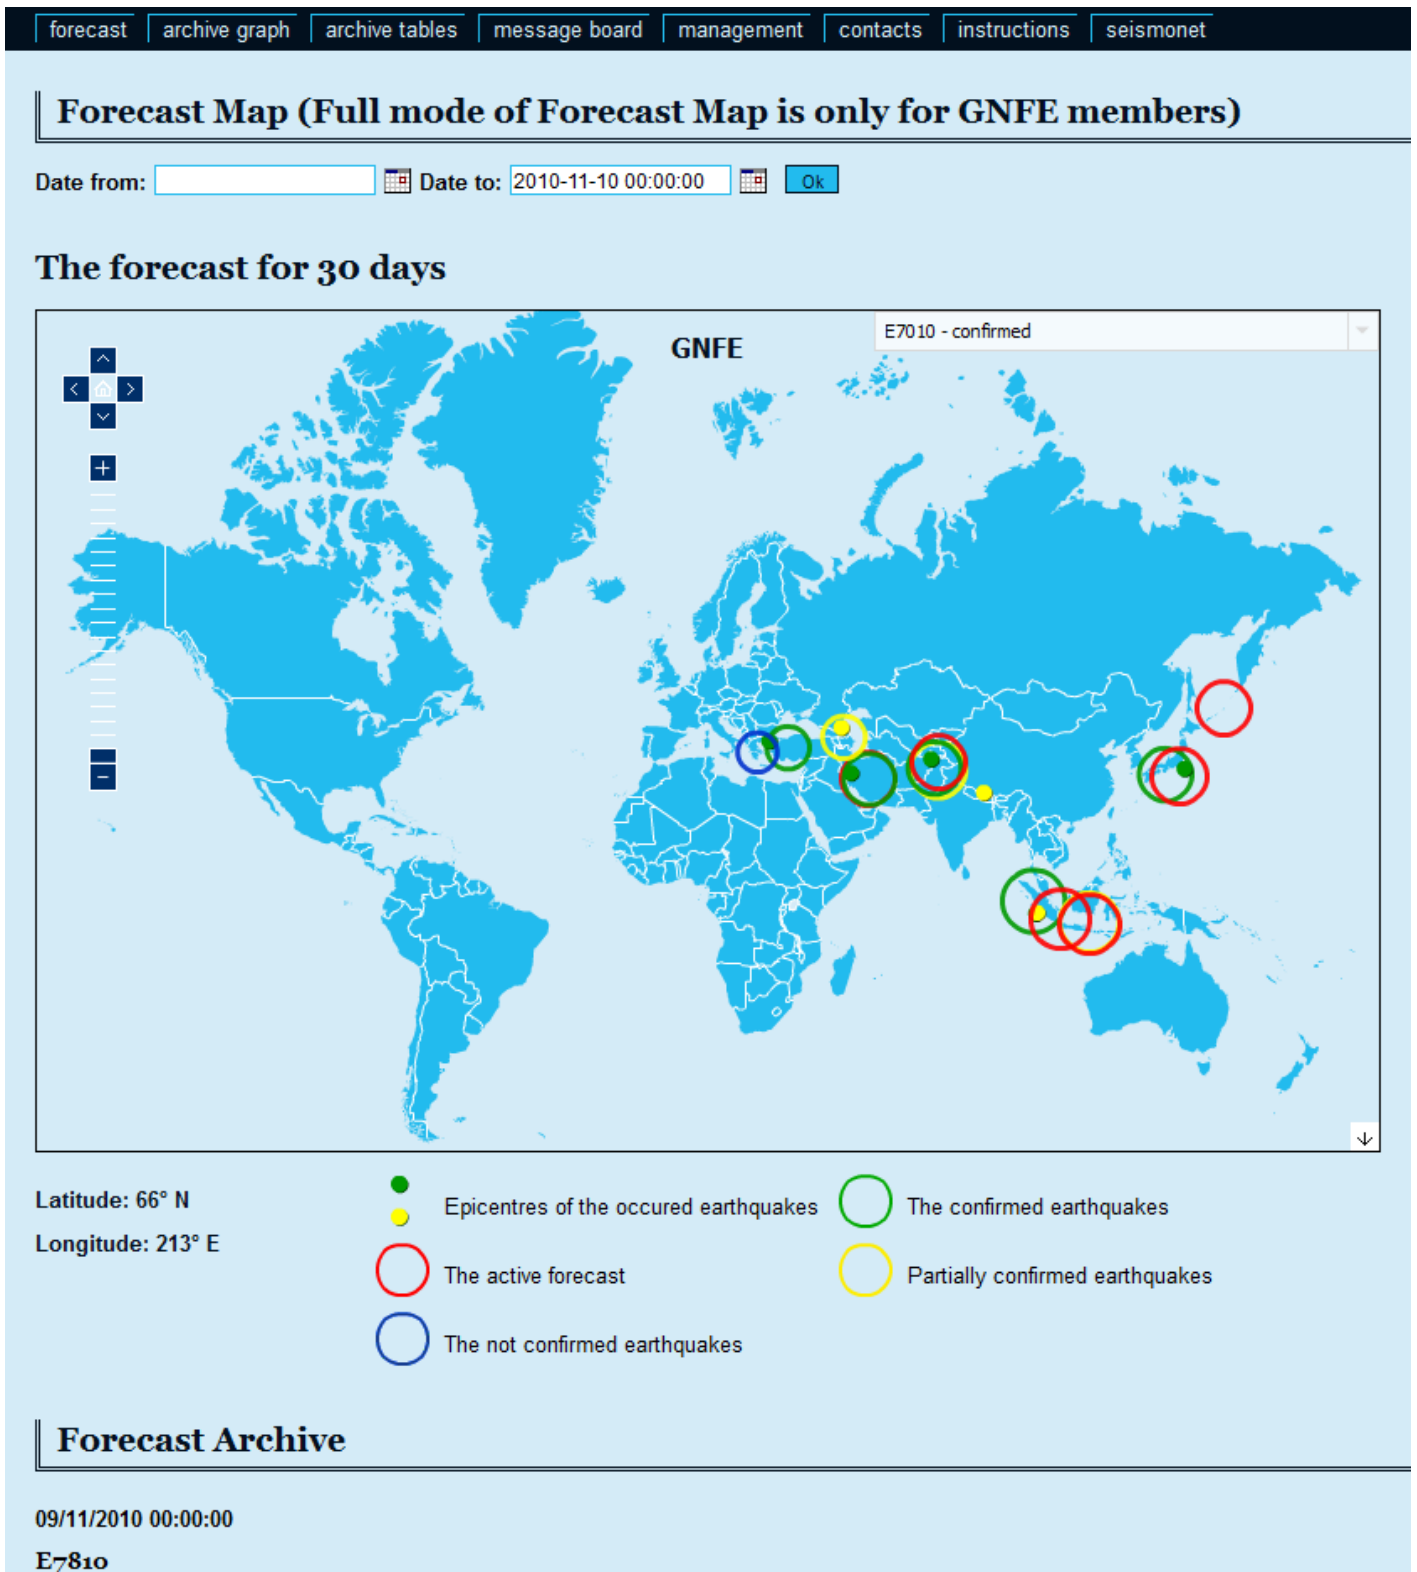 forecast archive graph archive tables message board management contacts instructions seismonet
Forecast Map (Full mode of Forecast Map is only for GNFE members)
Date from: Date to: 2010-11-10 00:00:00 Ok
The forecast for 30 days
GNFE
E7010 - confirmed
Latitude: 66° N
Longitude: 213° E
Epicentres of the occured earthquakes
The confirmed earthquakes
The active forecast
Partially confirmed earthquakes
The not confirmed earthquakes
Forecast Archive
09/11/2010 00:00:00
E7810